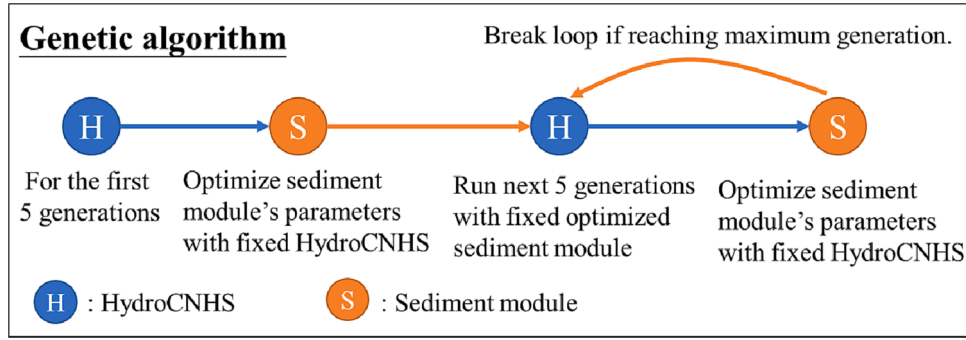 Genetic algorithm
Break loop if reaching maximum generation.
H
S
H
S
For the first
5 generations
Optimize sediment
module's parameters
with fixed HydroCNHS
Run next 5 generations
with fixed optimized
sediment module
Optimize sediment
module's parameters
with fixed HydroCNHS
H : HydroCNHS
S : Sediment module